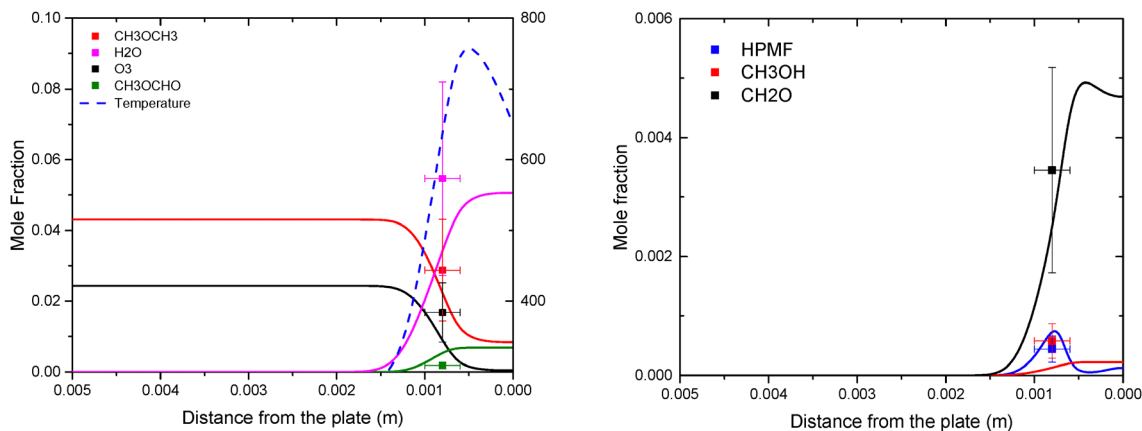 0.10
0.08
0.06
0.04
0.02
0.00
Mole Fraction
800
600
400
CH3OCH3
H2O
O3
CH3OCHO
Temperature
0.005
0.004
0.003
0.002
0.001
0.000
Distance from the plate (m)
0.006
0.004
0.002
0.000
Mole fraction
HPMF
CH3OH
CH2O
0.005
0.004
0.003
0.002
0.001
0.000
Distance from the plate (m)